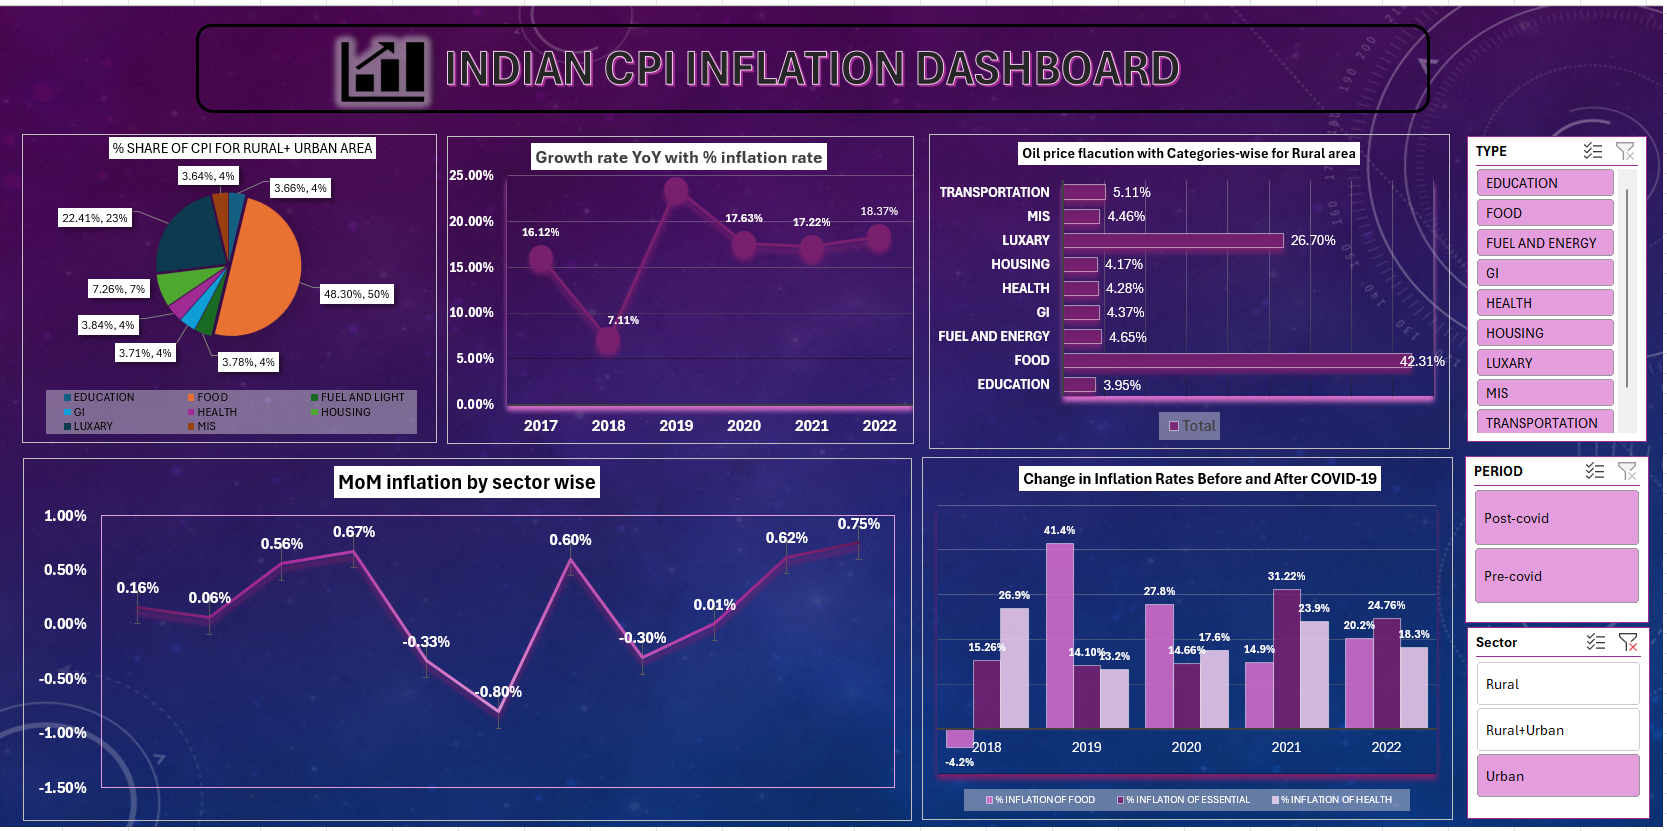 INDIAN CPI INFLATION DASHBOARD
% SHARE OF CPI FOR RURAL+ URBAN AREA
3.64%, 4%
3.66%, 4%
22.41%, 23%
7.26%, 7%
48.30%, 50%
3.84%, 4%
3.71%, 4%
3.78%, 4%
EDUCATION FOOD FUEL AND LIGHT
GI HEALTH HOUSING
LUXARY MIS
Growth rate YoY with % inflation rate
25.00%
20.00%
15.00%
10.00%
5.00%
0.00%
16.12%
7.11%
17.63%
17.22%
18.37%
2017 2018 2019 2020 2021 2022
Oil price flacution with Categories-wise for Rural area
TRANSPORTATION 5.11%
MIS 4.46%
LUXARY 26.70%
HOUSING 4.17%
HEALTH 4.28%
GI 4.37%
FUEL AND ENERGY 4.65%
FOOD 42.31%
EDUCATION 3.95%
Total
TYPE
EDUCATION
FOOD
FUEL AND ENERGY
GI
HEALTH
HOUSING
LUXARY
MIS
TRANSPORTATION
MoM inflation by sector wise
1.00%
0.50%
0.00%
-0.50%
-1.00%
-1.50%
0.16%
0.06%
0.56%
0.67%
-0.33%
-0.80%
0.60%
-0.30%
0.01%
0.62%
0.75%
Change in Inflation Rates Before and After COVID-19
-4.2%
15.26%
26.9%
41.4%
14.10%
13.2%
27.8%
14.66%
17.6%
14.9%
31.22%
23.9%
20.2%
24.76%
18.3%
2018 2019 2020 2021 2022
% INFLATION OF FOOD % INFLATION OF ESSENTIAL % INFLATION OF HEALTH
PERIOD
Post-covid
Pre-covid
Sector
Rural
Rural+Urban
Urban